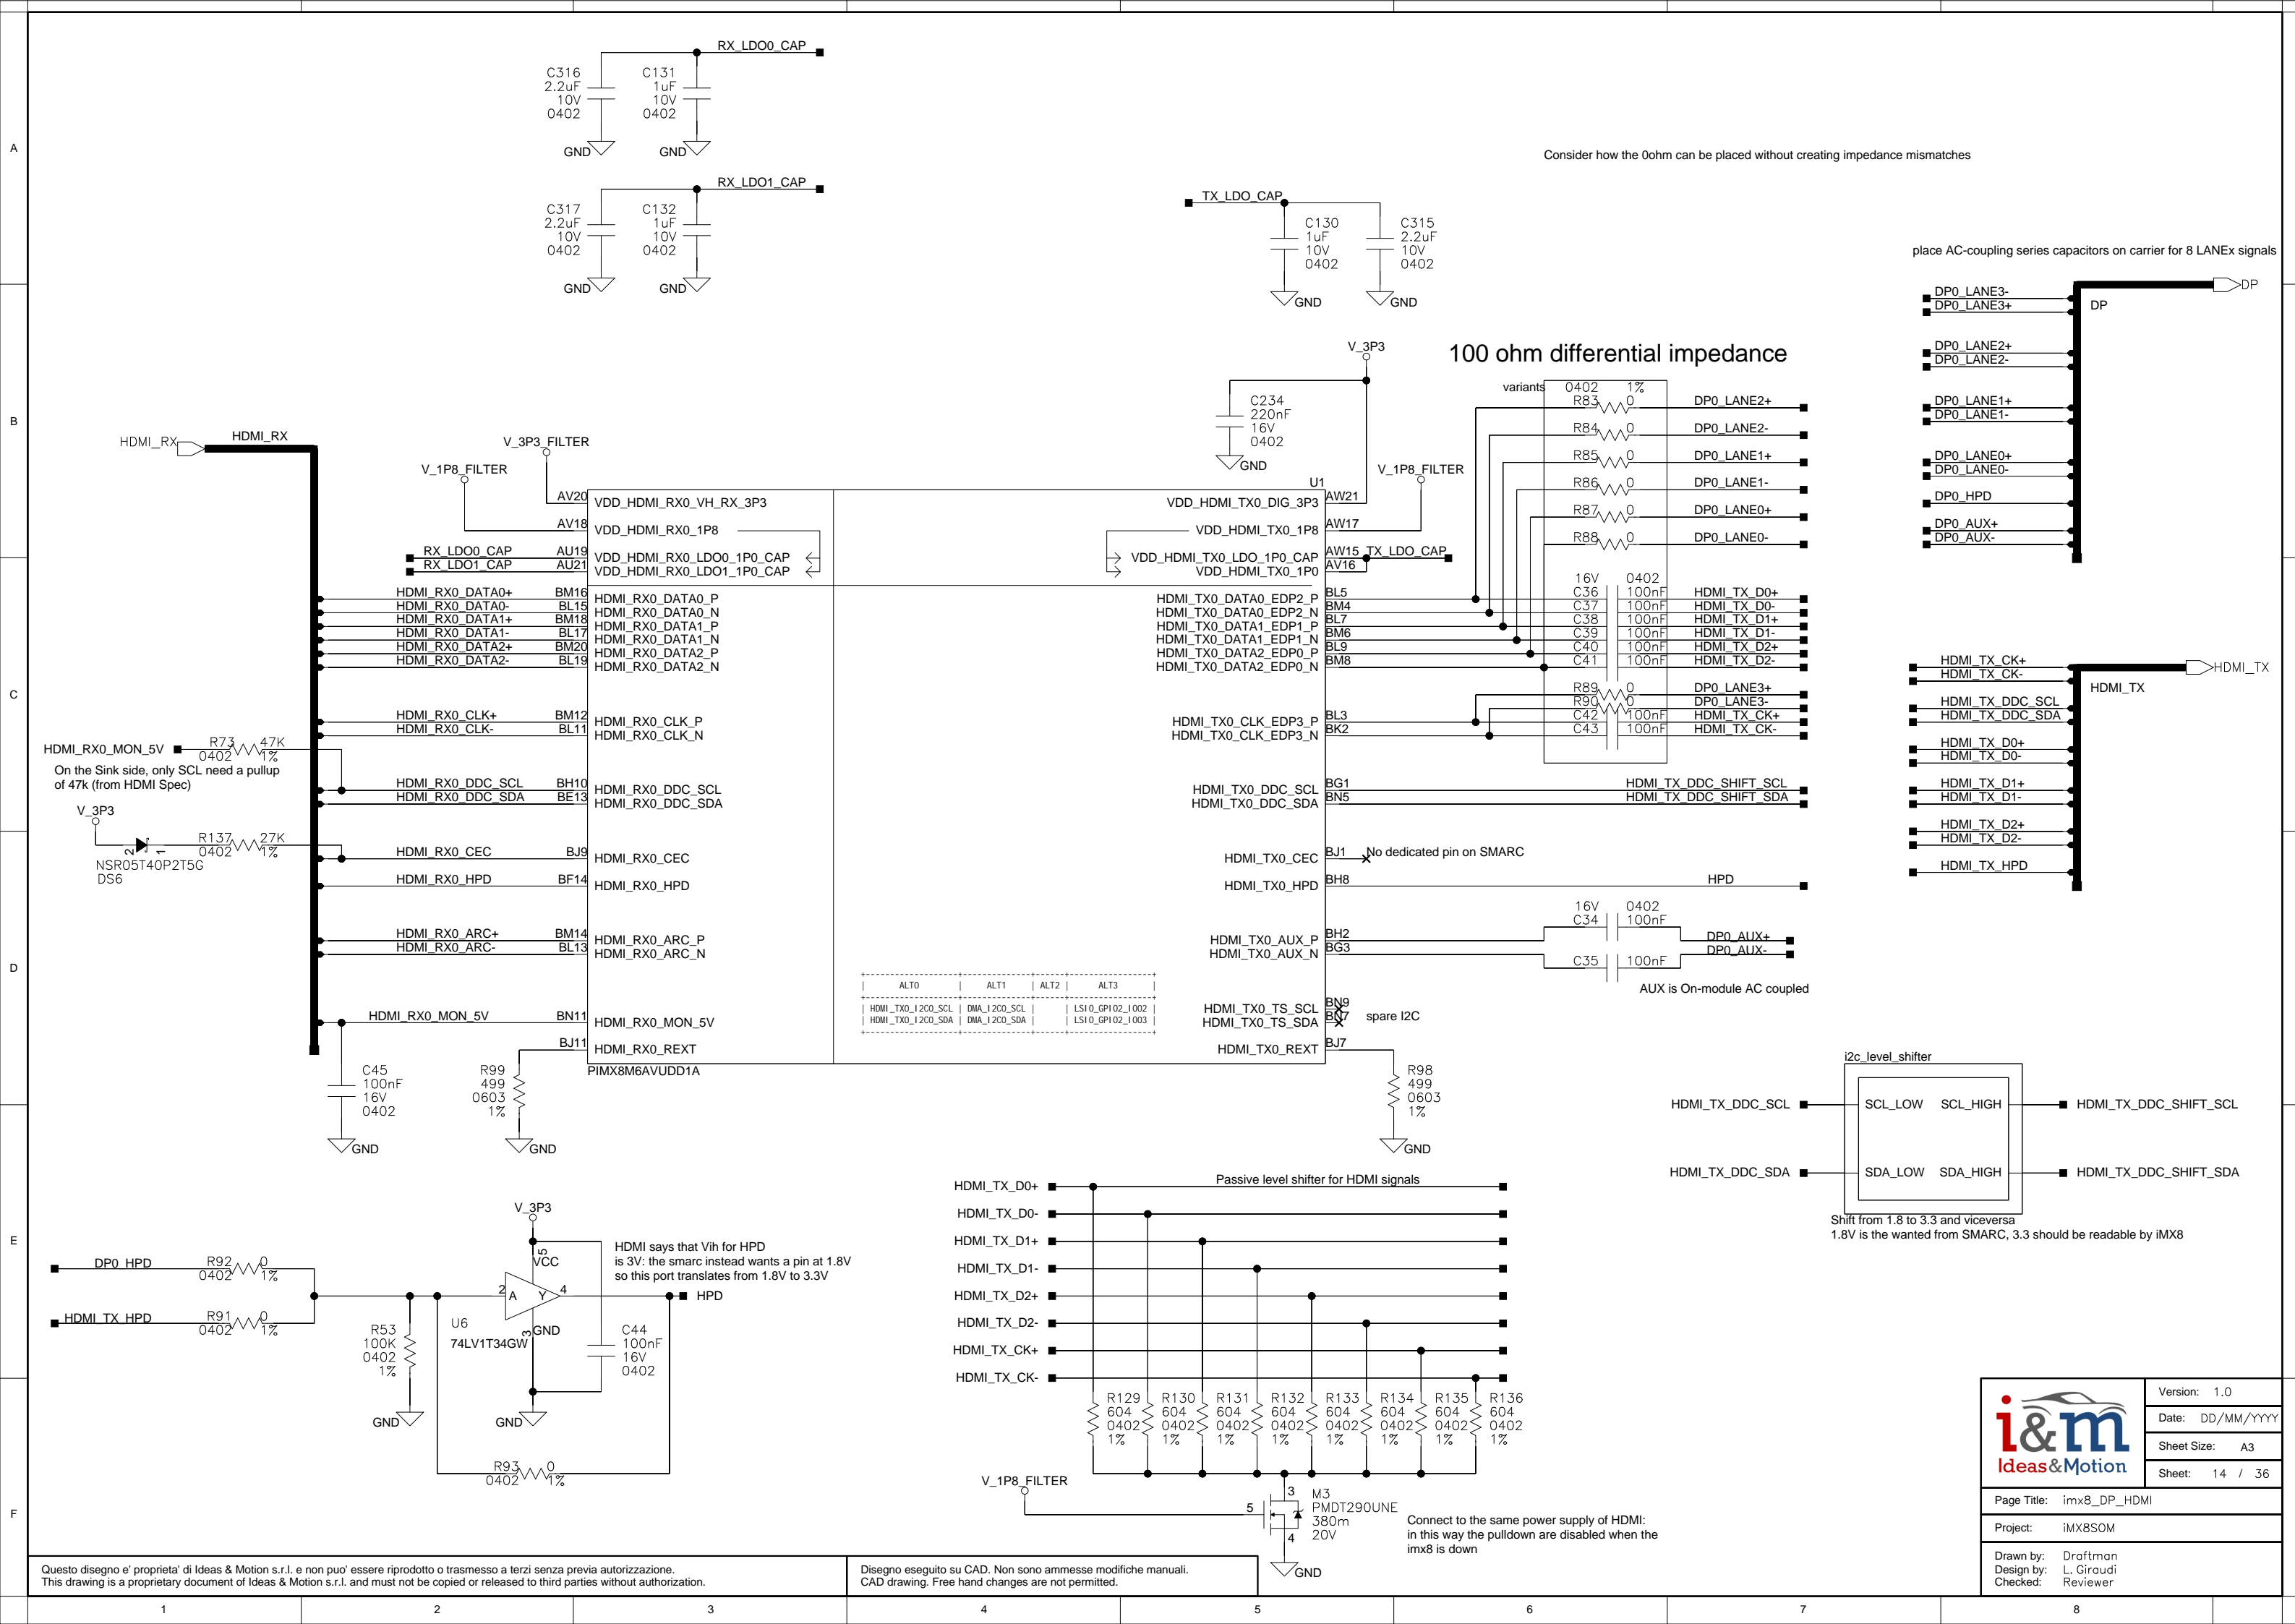 RX_LDO0_CAP
C316
2.2uF
10V
0402
C131
1uF
10V
0402
GND
GND
RX_LDO1_CAP
C317
2.2uF
10V
0402
C132
1uF
10V
0402
GND
GND
TX_LDO_CAP
C130
1uF
10V
0402
C315
2.2uF
10V
0402
GND
GND
A
Consider how the 0ohm can be placed without creating impedance mismatches
place AC-coupling series capacitors on carrier for 8 LANEx signals
DP
DP
DP0_LANE3-
DP0_LANE3+
DP0_LANE2+
DP0_LANE2-
DP0_LANE1+
DP0_LANE1-
DP0_LANE0+
DP0_LANE0-
DP0_HPD
DP0_AUX+
DP0_AUX-
V_3P3
C234
220nF
16V
0402
GND
V_1P8_FILTER
100 ohm differential impedance
variants 0402 1%
R83 0 DP0_LANE2+
R84 0 DP0_LANE2-
R85 0 DP0_LANE1+
R86 0 DP0_LANE1-
R87 0 DP0_LANE0+
R88 0 DP0_LANE0-
16V 0402
C36 100nF HDMI_TX_D0+
C37 100nF HDMI_TX_D0-
C38 100nF HDMI_TX_D1+
C39 100nF HDMI_TX_D1-
C40 100nF HDMI_TX_D2+
C41 100nF HDMI_TX_D2-
R89 0 DP0_LANE3+
R90 0 DP0_LANE3-
C42 100nF HDMI_TX_CK+
C43 100nF HDMI_TX_CK-
HDMI_TX_DDC_SHIFT_SCL
HDMI_TX_DDC_SHIFT_SDA
No dedicated pin on SMARC
HPD
16V 0402
C34 100nF
DP0_AUX+
DP0_AUX-
C35 100nF
AUX is On-module AC coupled
spare I2C
B
HDMI_RX
HDMI_RX
V_3P3_FILTER
V_1P8_FILTER
U1
AV20 VDD_HDMI_RX0_VH_RX_3P3
AV18 VDD_HDMI_RX0_1P8
RX_LDO0_CAP AU19 VDD_HDMI_RX0_LDO0_1P0_CAP
RX_LDO1_CAP AU21 VDD_HDMI_RX0_LDO1_1P0_CAP
HDMI_RX0_DATA0+ BM16 HDMI_RX0_DATA0_P
HDMI_RX0_DATA0- BL15 HDMI_RX0_DATA0_N
HDMI_RX0_DATA1+ BM18 HDMI_RX0_DATA1_P
HDMI_RX0_DATA1- BL17 HDMI_RX0_DATA1_N
HDMI_RX0_DATA2+ BM20 HDMI_RX0_DATA2_P
HDMI_RX0_DATA2- BL19 HDMI_RX0_DATA2_N
HDMI_RX0_CLK+ BM12 HDMI_RX0_CLK_P
HDMI_RX0_CLK- BL11 HDMI_RX0_CLK_N
HDMI_RX0_DDC_SCL BH10 HDMI_RX0_DDC_SCL
HDMI_RX0_DDC_SDA BE13 HDMI_RX0_DDC_SDA
HDMI_RX0_CEC BJ9 HDMI_RX0_CEC
HDMI_RX0_HPD BF14 HDMI_RX0_HPD
HDMI_RX0_ARC+ BM14 HDMI_RX0_ARC_P
HDMI_RX0_ARC- BL13 HDMI_RX0_ARC_N
HDMI_RX0_MON_5V BN11 HDMI_RX0_MON_5V
BJ11 HDMI_RX0_REXT
PIMX8M6AVUDD1A
VDD_HDMI_TX0_DIG_3P3 AW21
VDD_HDMI_TX0_1P8 AW17
VDD_HDMI_TX0_LDO_1P0_CAP AW15 TX_LDO_CAP
VDD_HDMI_TX0_1P0 AV16
HDMI_TX0_DATA0_EDP2_P BL5
HDMI_TX0_DATA0_EDP2_N BM4
HDMI_TX0_DATA1_EDP1_P BL7
HDMI_TX0_DATA1_EDP1_N BM6
HDMI_TX0_DATA2_EDP0_P BL9
HDMI_TX0_DATA2_EDP0_N BM8
HDMI_TX0_CLK_EDP3_P BL3
HDMI_TX0_CLK_EDP3_N BK2
HDMI_TX0_DDC_SCL BG1
HDMI_TX0_DDC_SDA BN5
HDMI_TX0_CEC BJ1
HDMI_TX0_HPD BH8
HDMI_TX0_AUX_P BH2
HDMI_TX0_AUX_N BG3
HDMI_TX0_TS_SCL BN9
HDMI_TX0_TS_SDA BN7
HDMI_TX0_REXT BJ7
| ALT0 | ALT1 | ALT2 | ALT3 |
| HDMI_TX0_I2C0_SCL | DMA_I2C0_SCL | | LSIO_GPIO2_IO02 |
| HDMI_TX0_I2C0_SDA | DMA_I2C0_SDA | | LSIO_GPIO2_IO03 |
C
HDMI_RX0_MON_5V
R73 47K
0402 1%
On the Sink side, only SCL need a pullup
of 47k (from HDMI Spec)
V_3P3
R137 27K
0402 1%
2 1
NSR05T40P2T5G
DS6
HDMI_TX
HDMI_TX
HDMI_TX_CK+
HDMI_TX_CK-
HDMI_TX_DDC_SCL
HDMI_TX_DDC_SDA
HDMI_TX_D0+
HDMI_TX_D0-
HDMI_TX_D1+
HDMI_TX_D1-
HDMI_TX_D2+
HDMI_TX_D2-
HDMI_TX_HPD
D
C45
100nF
16V
0402
GND
R99
499
0603
1%
GND
R98
499
0603
1%
GND
i2c_level_shifter
HDMI_TX_DDC_SCL SCL_LOW SCL_HIGH HDMI_TX_DDC_SHIFT_SCL
HDMI_TX_DDC_SDA SDA_LOW SDA_HIGH HDMI_TX_DDC_SHIFT_SDA
Shift from 1.8 to 3.3 and viceversa
1.8V is the wanted from SMARC, 3.3 should be readable by iMX8
E
DP0_HPD
R92 0
0402 1%
HDMI_TX_HPD
R91 0
0402 1%
R53
100K
0402
1%
GND
V_3P3
5
VCC
2 A Y 4
U6
74LV1T34GW
3 GND
GND
C44
100nF
16V
0402
HPD
HDMI says that Vih for HPD
is 3V: the smarc instead wants a pin at 1.8V
so this port translates from 1.8V to 3.3V
R93 0
0402 1%
Passive level shifter for HDMI signals
HDMI_TX_D0+
HDMI_TX_D0-
HDMI_TX_D1+
HDMI_TX_D1-
HDMI_TX_D2+
HDMI_TX_D2-
HDMI_TX_CK+
HDMI_TX_CK-
R129 R130 R131 R132 R133 R134 R135 R136
604 604 604 604 604 604 604 604
0402 0402 0402 0402 0402 0402 0402 0402
1% 1% 1% 1% 1% 1% 1% 1%
V_1P8_FILTER
5
3
4
M3
PMDT290UNE
380m
20V
GND
Connect to the same power supply of HDMI:
in this way the pulldown are disabled when the
imx8 is down
F
i&m
Ideas&Motion
Version: 1.0
Date: DD/MM/YYYY
Sheet Size: A3
Sheet: 14 / 36
Page Title: imx8_DP_HDMI
Project: iMX8SOM
Drawn by: Draftman
Design by: L. Giraudi
Checked: Reviewer
Questo disegno e' proprieta' di Ideas & Motion s.r.l. e non puo' essere riprodotto o trasmesso a terzi senza previa autorizzazione.
This drawing is a proprietary document of Ideas & Motion s.r.l. and must not be copied or released to third parties without authorization.
Disegno eseguito su CAD. Non sono ammesse modifiche manuali.
CAD drawing. Free hand changes are not permitted.
1 2 3 4 5 6 7 8